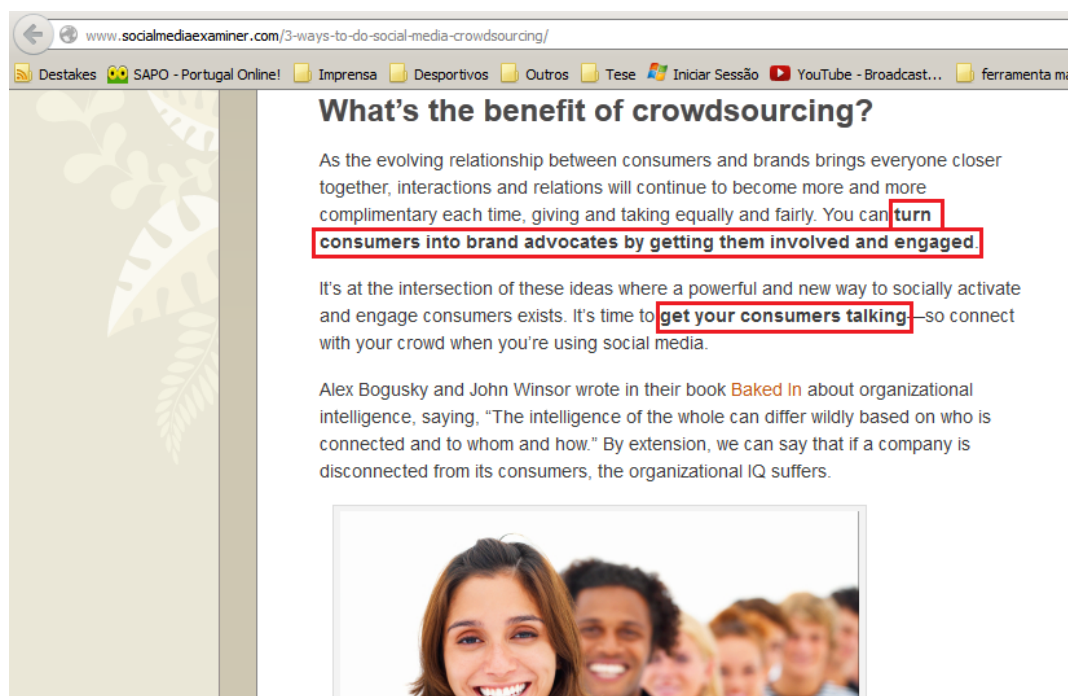 www.socialmediaexaminer.com/3-ways-to-do-social-media-crowdsourcing/
Destakes SAPO - Portugal Online! Imprensa Desportivos Outros Tese Iniciar Sessão YouTube - Broadcast... ferramenta ma
What's the benefit of crowdsourcing?
As the evolving relationship between consumers and brands brings everyone closer
together, interactions and relations will continue to become more and more
complimentary each time, giving and taking equally and fairly. You can turn
consumers into brand advocates by getting them involved and engaged.
It's at the intersection of these ideas where a powerful and new way to socially activate
and engage consumers exists. It's time to get your consumers talking—so connect
with your crowd when you're using social media.
Alex Bogusky and John Winsor wrote in their book Baked In about organizational
intelligence, saying, “The intelligence of the whole can differ wildly based on who is
connected and to whom and how.” By extension, we can say that if a company is
disconnected from its consumers, the organizational IQ suffers.